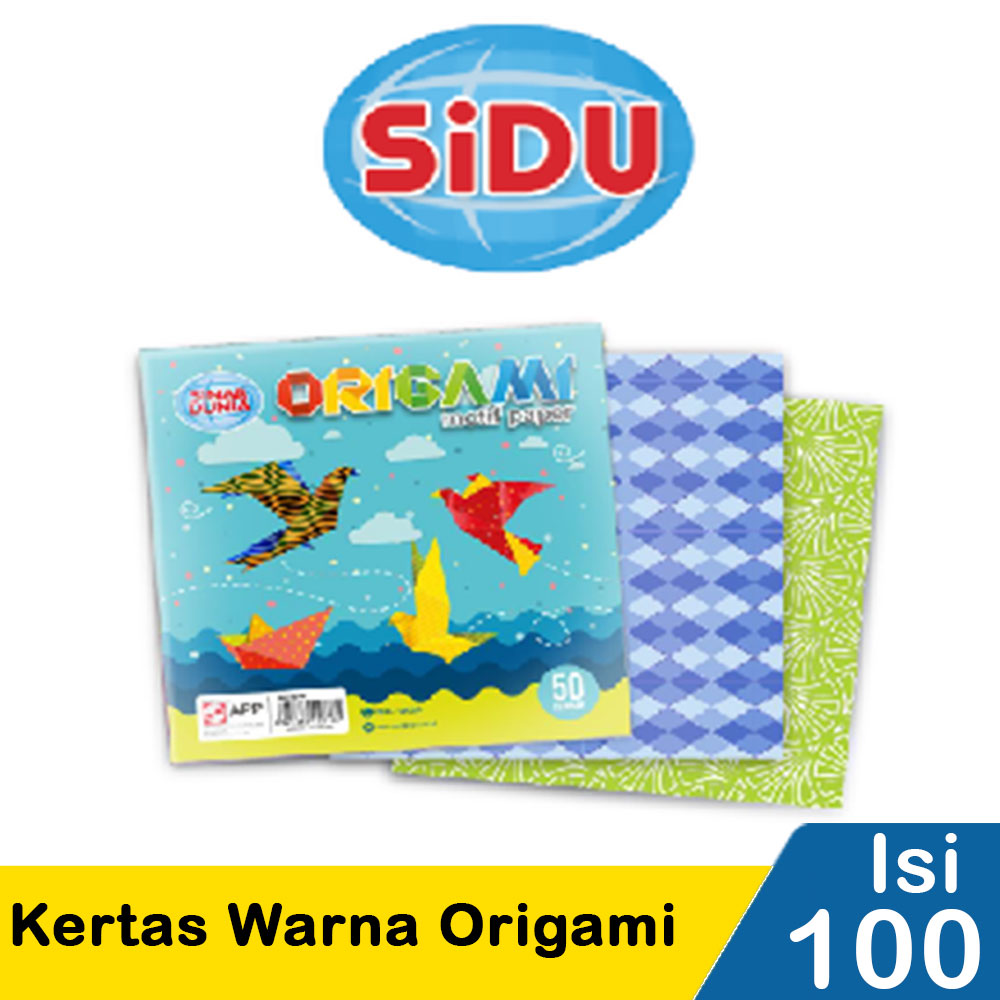 SiDU
SINAR
DUNIA
ORIGAMI
motif paper
50
APP
Kertas Warna Origami
Isi
100